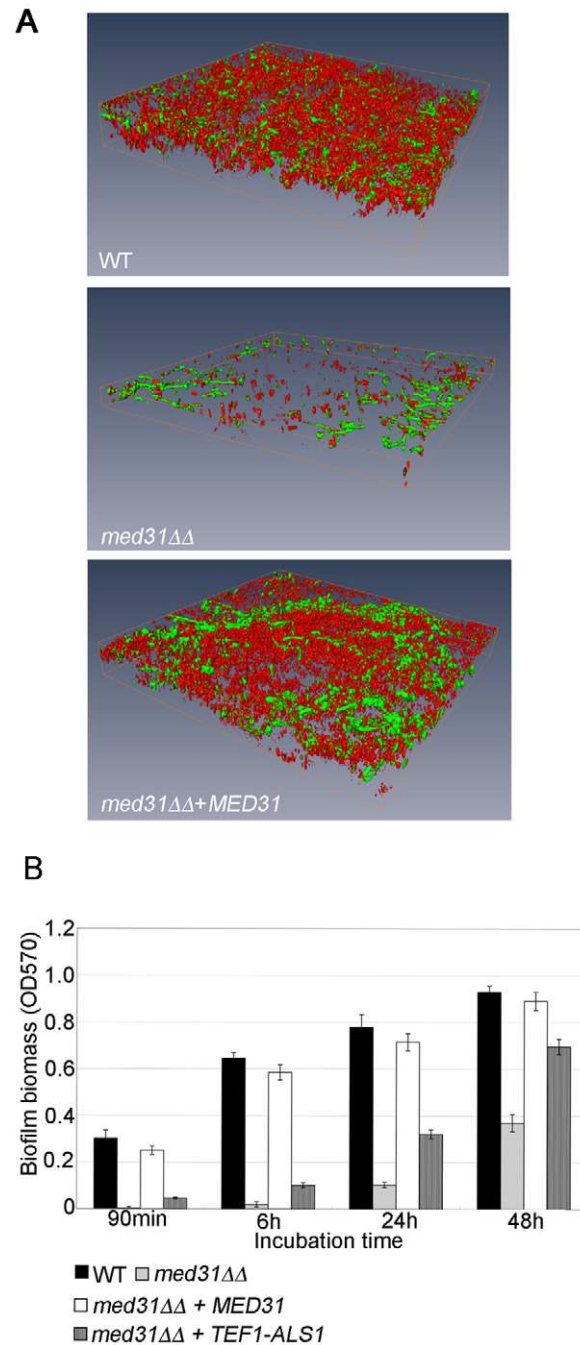 A
WT
med31ΔΔ
med31ΔΔ+MED31
B
Biofilm biomass (OD570)
1.2
1.0
0.8
0.6
0.4
0.2
0
90min 6h 24h 48h
Incubation time
WT med31ΔΔ
med31ΔΔ + MED31
med31ΔΔ + TEF1-ALS1